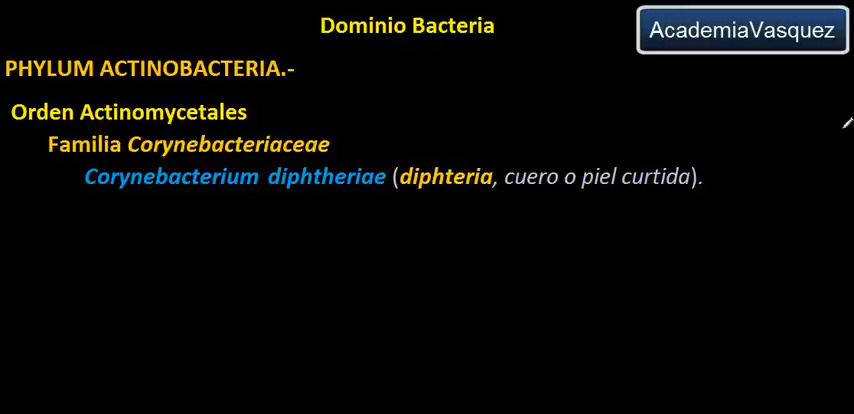 Dominio Bacteria
AcademiaVasquez
PHYLUM ACTINOBACTERIA.-
Orden Actinomycetales
Familia Corynebacteriaceae
Corynebacterium diphtheriae (diphteria, cuero o piel curtida).